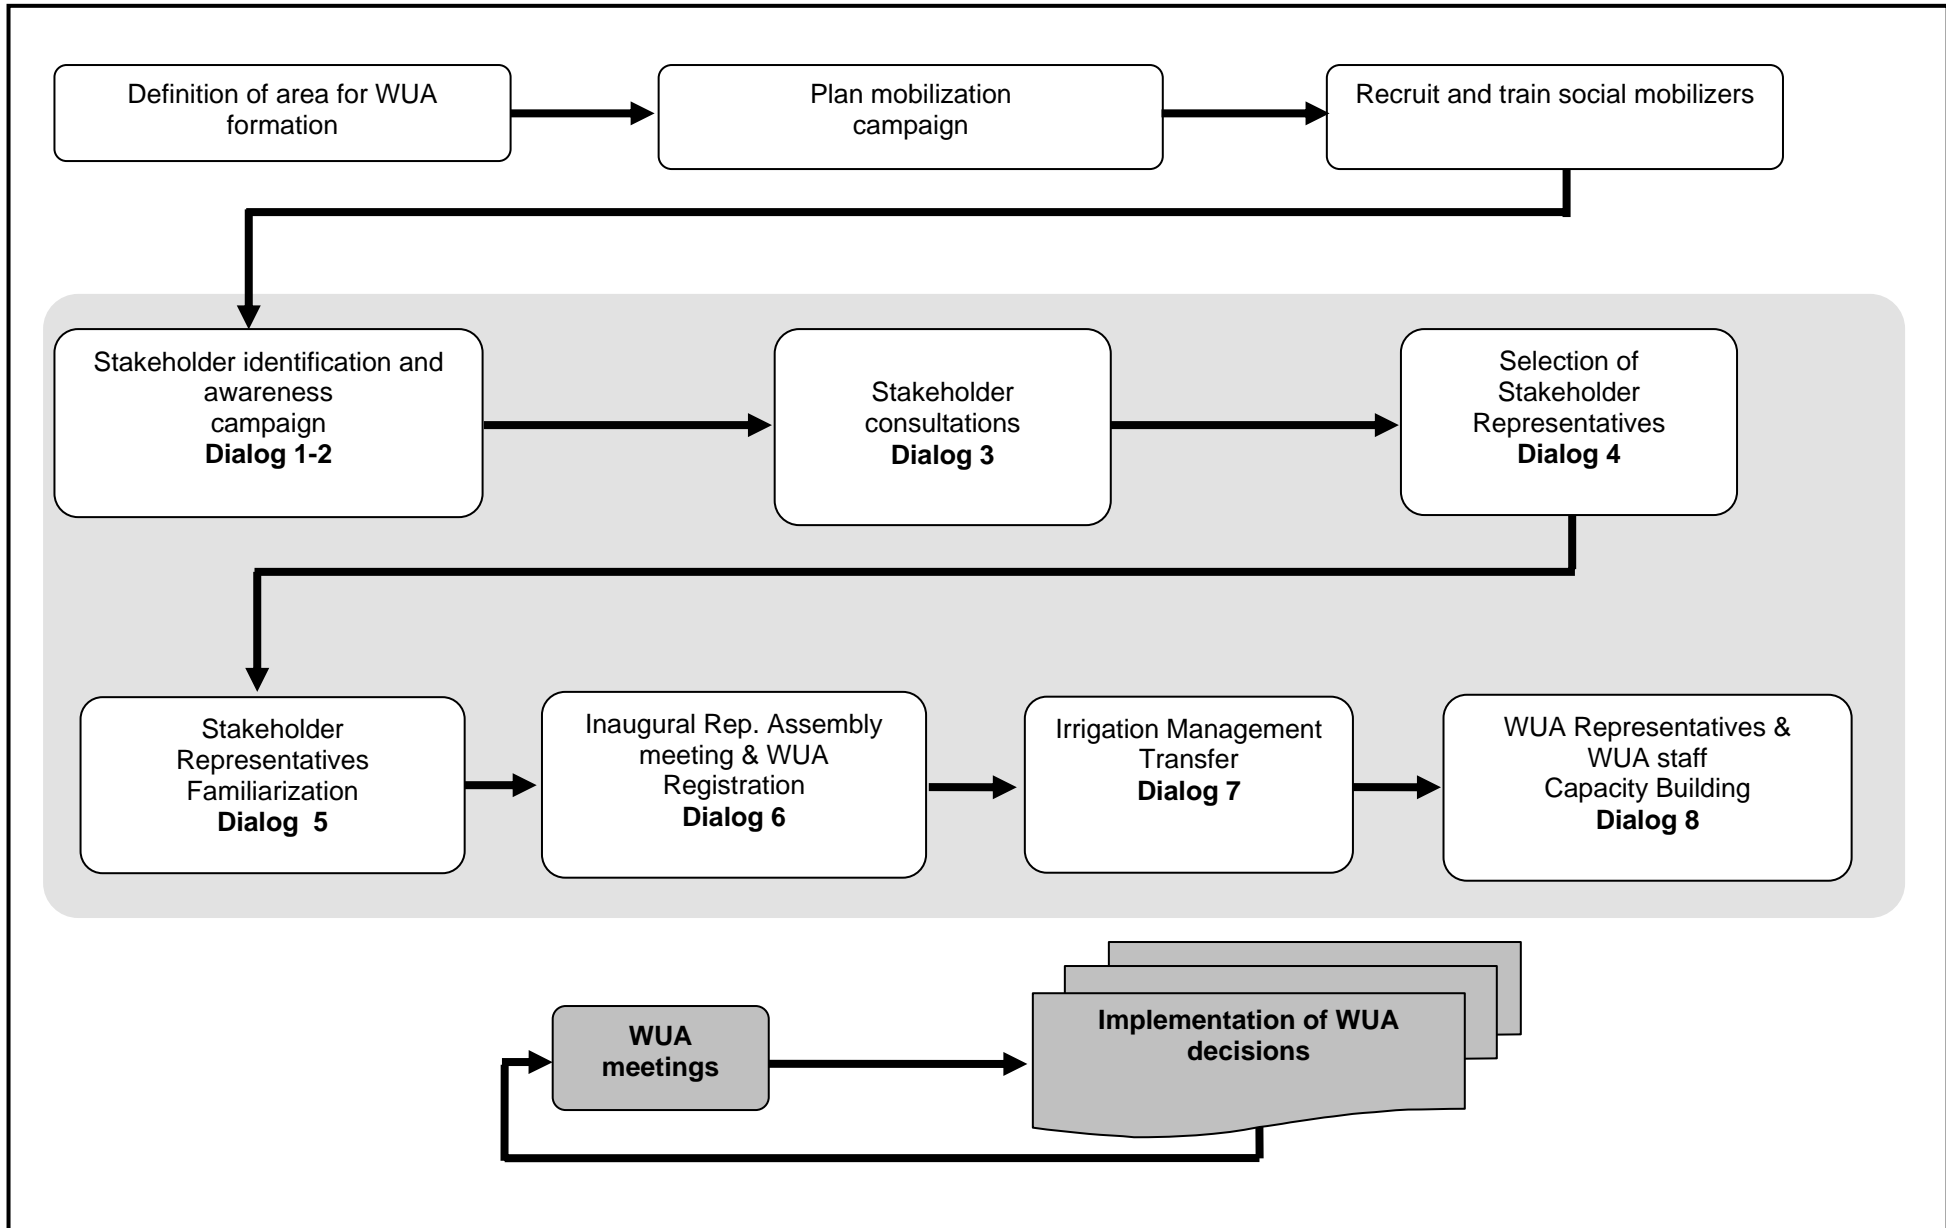 Definition of area for WUA
formation
Plan mobilization
campaign
Recruit and train social mobilizers
Stakeholder identification and
awareness
campaign
Dialog 1-2
Stakeholder
consultations
Dialog 3
Selection of
Stakeholder
Representatives
Dialog 4
Stakeholder
Representatives
Familiarization
Dialog  5
Inaugural Rep. Assembly
meeting & WUA
Registration
Dialog 6
Irrigation Management
Transfer
Dialog 7
WUA Representatives &
WUA staff
Capacity Building
Dialog 8
WUA
meetings
Implementation of WUA
decisions